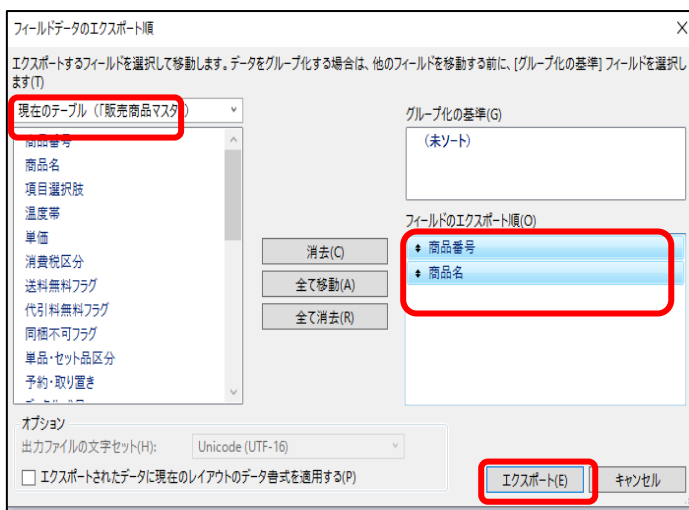 フィールドデータのエクスポート順
エクスポートするフィールドを選択して移動します。データをグループ化する場合は、他のフィールドを移動する前に、[グループ化の基準] フィールドを選択し
ます(T)
現在のテーブル (「販売商品マスタ
グループ化の基準(G)
(未ソート)
商品番号
商品名
項目選択肢
温度帯
単価
消費税区分
送料無料フラグ
代引料無料フラグ
同梱不可フラグ
単品・セット品区分
予約・取り置き
消去(C)
全て移動(A)
全て消去(R)
フィールドのエクスポート順(O)
商品番号
商品名
オプション
出力ファイルの文字セット(H): Unicode (UTF-16)
エクスポートされたデータに現在のレイアウトのデータ書式を適用する(P)
エクスポート(E)
キャンセル